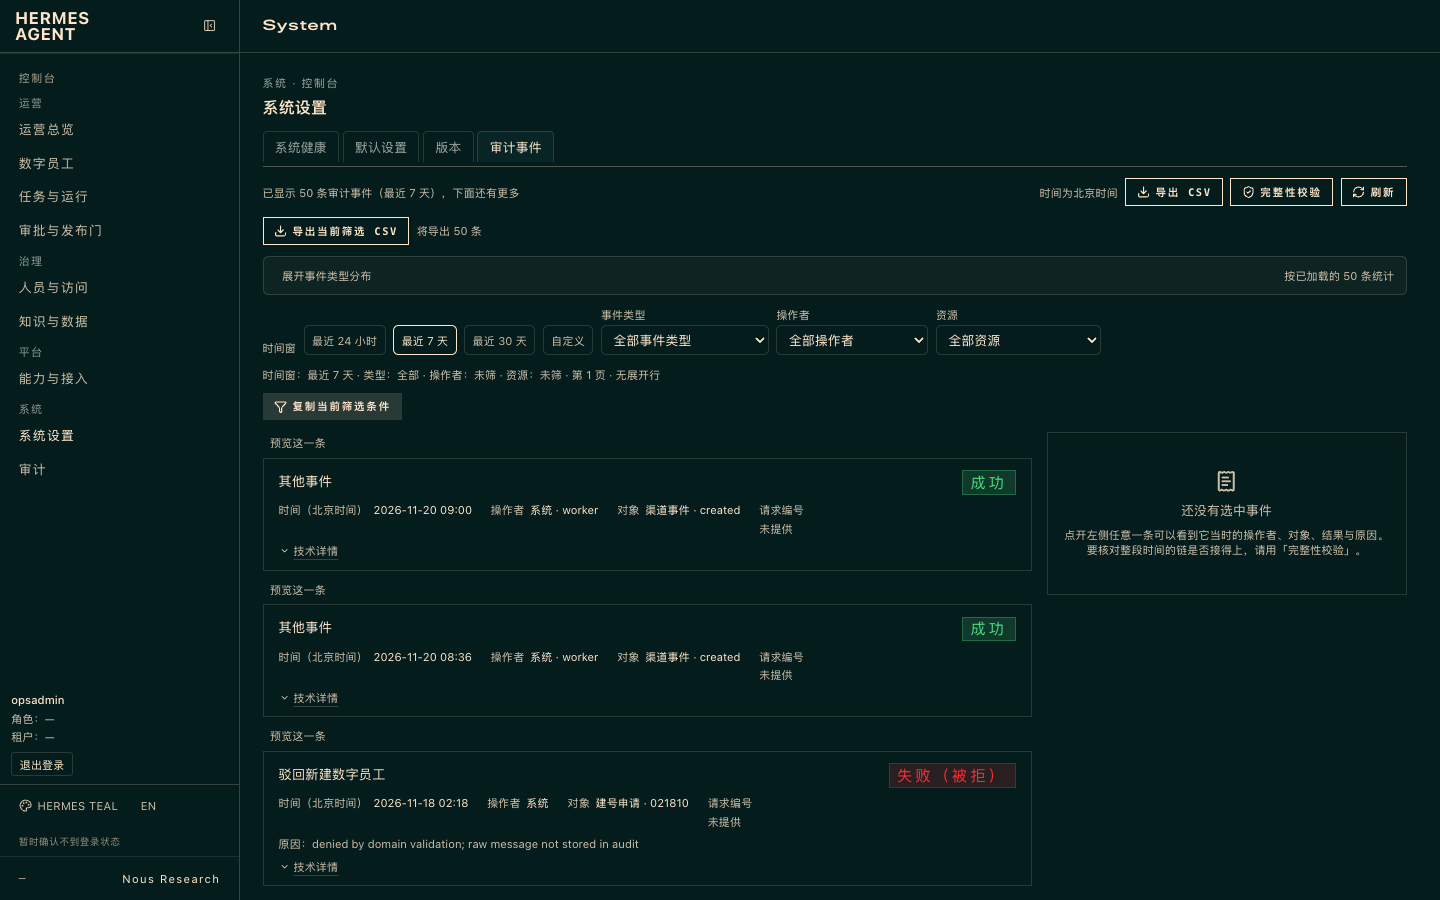 HERMES
AGENT
System
控制台
运营
运营总览
数字员工
任务与运行
审批与发布门
治理
人员与访问
知识与数据
平台
能力与接入
系统
系统设置
审计
opsadmin
角色：—
租户：—
退出登录
HERMES TEAL EN
暂时确认不到登录状态
— Nous Research
系统 · 控制台
系统设置
系统健康 默认设置 版本 审计事件
已显示 50 条审计事件（最近 7 天），下面还有更多
时间为北京时间 导出 CSV 完整性校验 刷新
导出当前筛选 CSV 将导出 50 条
展开事件类型分布 按已加载的 50 条统计
事件类型 操作者 资源
时间窗 最近 24 小时 最近 7 天 最近 30 天 自定义 全部事件类型 全部操作者 全部资源
时间窗：最近 7 天 · 类型：全部 · 操作者：未筛 · 资源：未筛 · 第 1 页 · 无展开行
复制当前筛选条件
预览这一条
其他事件 成功
时间（北京时间） 2026-11-20 09:00 操作者 系统 · worker 对象 渠道事件 · created 请求编号
未提供
技术详情
预览这一条
其他事件 成功
时间（北京时间） 2026-11-20 08:36 操作者 系统 · worker 对象 渠道事件 · created 请求编号
未提供
技术详情
预览这一条
驳回新建数字员工 失败（被拒）
时间（北京时间） 2026-11-18 02:18 操作者 系统 对象 建号申请 · 021810 请求编号
未提供
原因：denied by domain validation; raw message not stored in audit
技术详情
还没有选中事件
点开左侧任意一条可以看到它当时的操作者、对象、结果与原因。
要核对整段时间的链是否接得上，请用「完整性校验」。